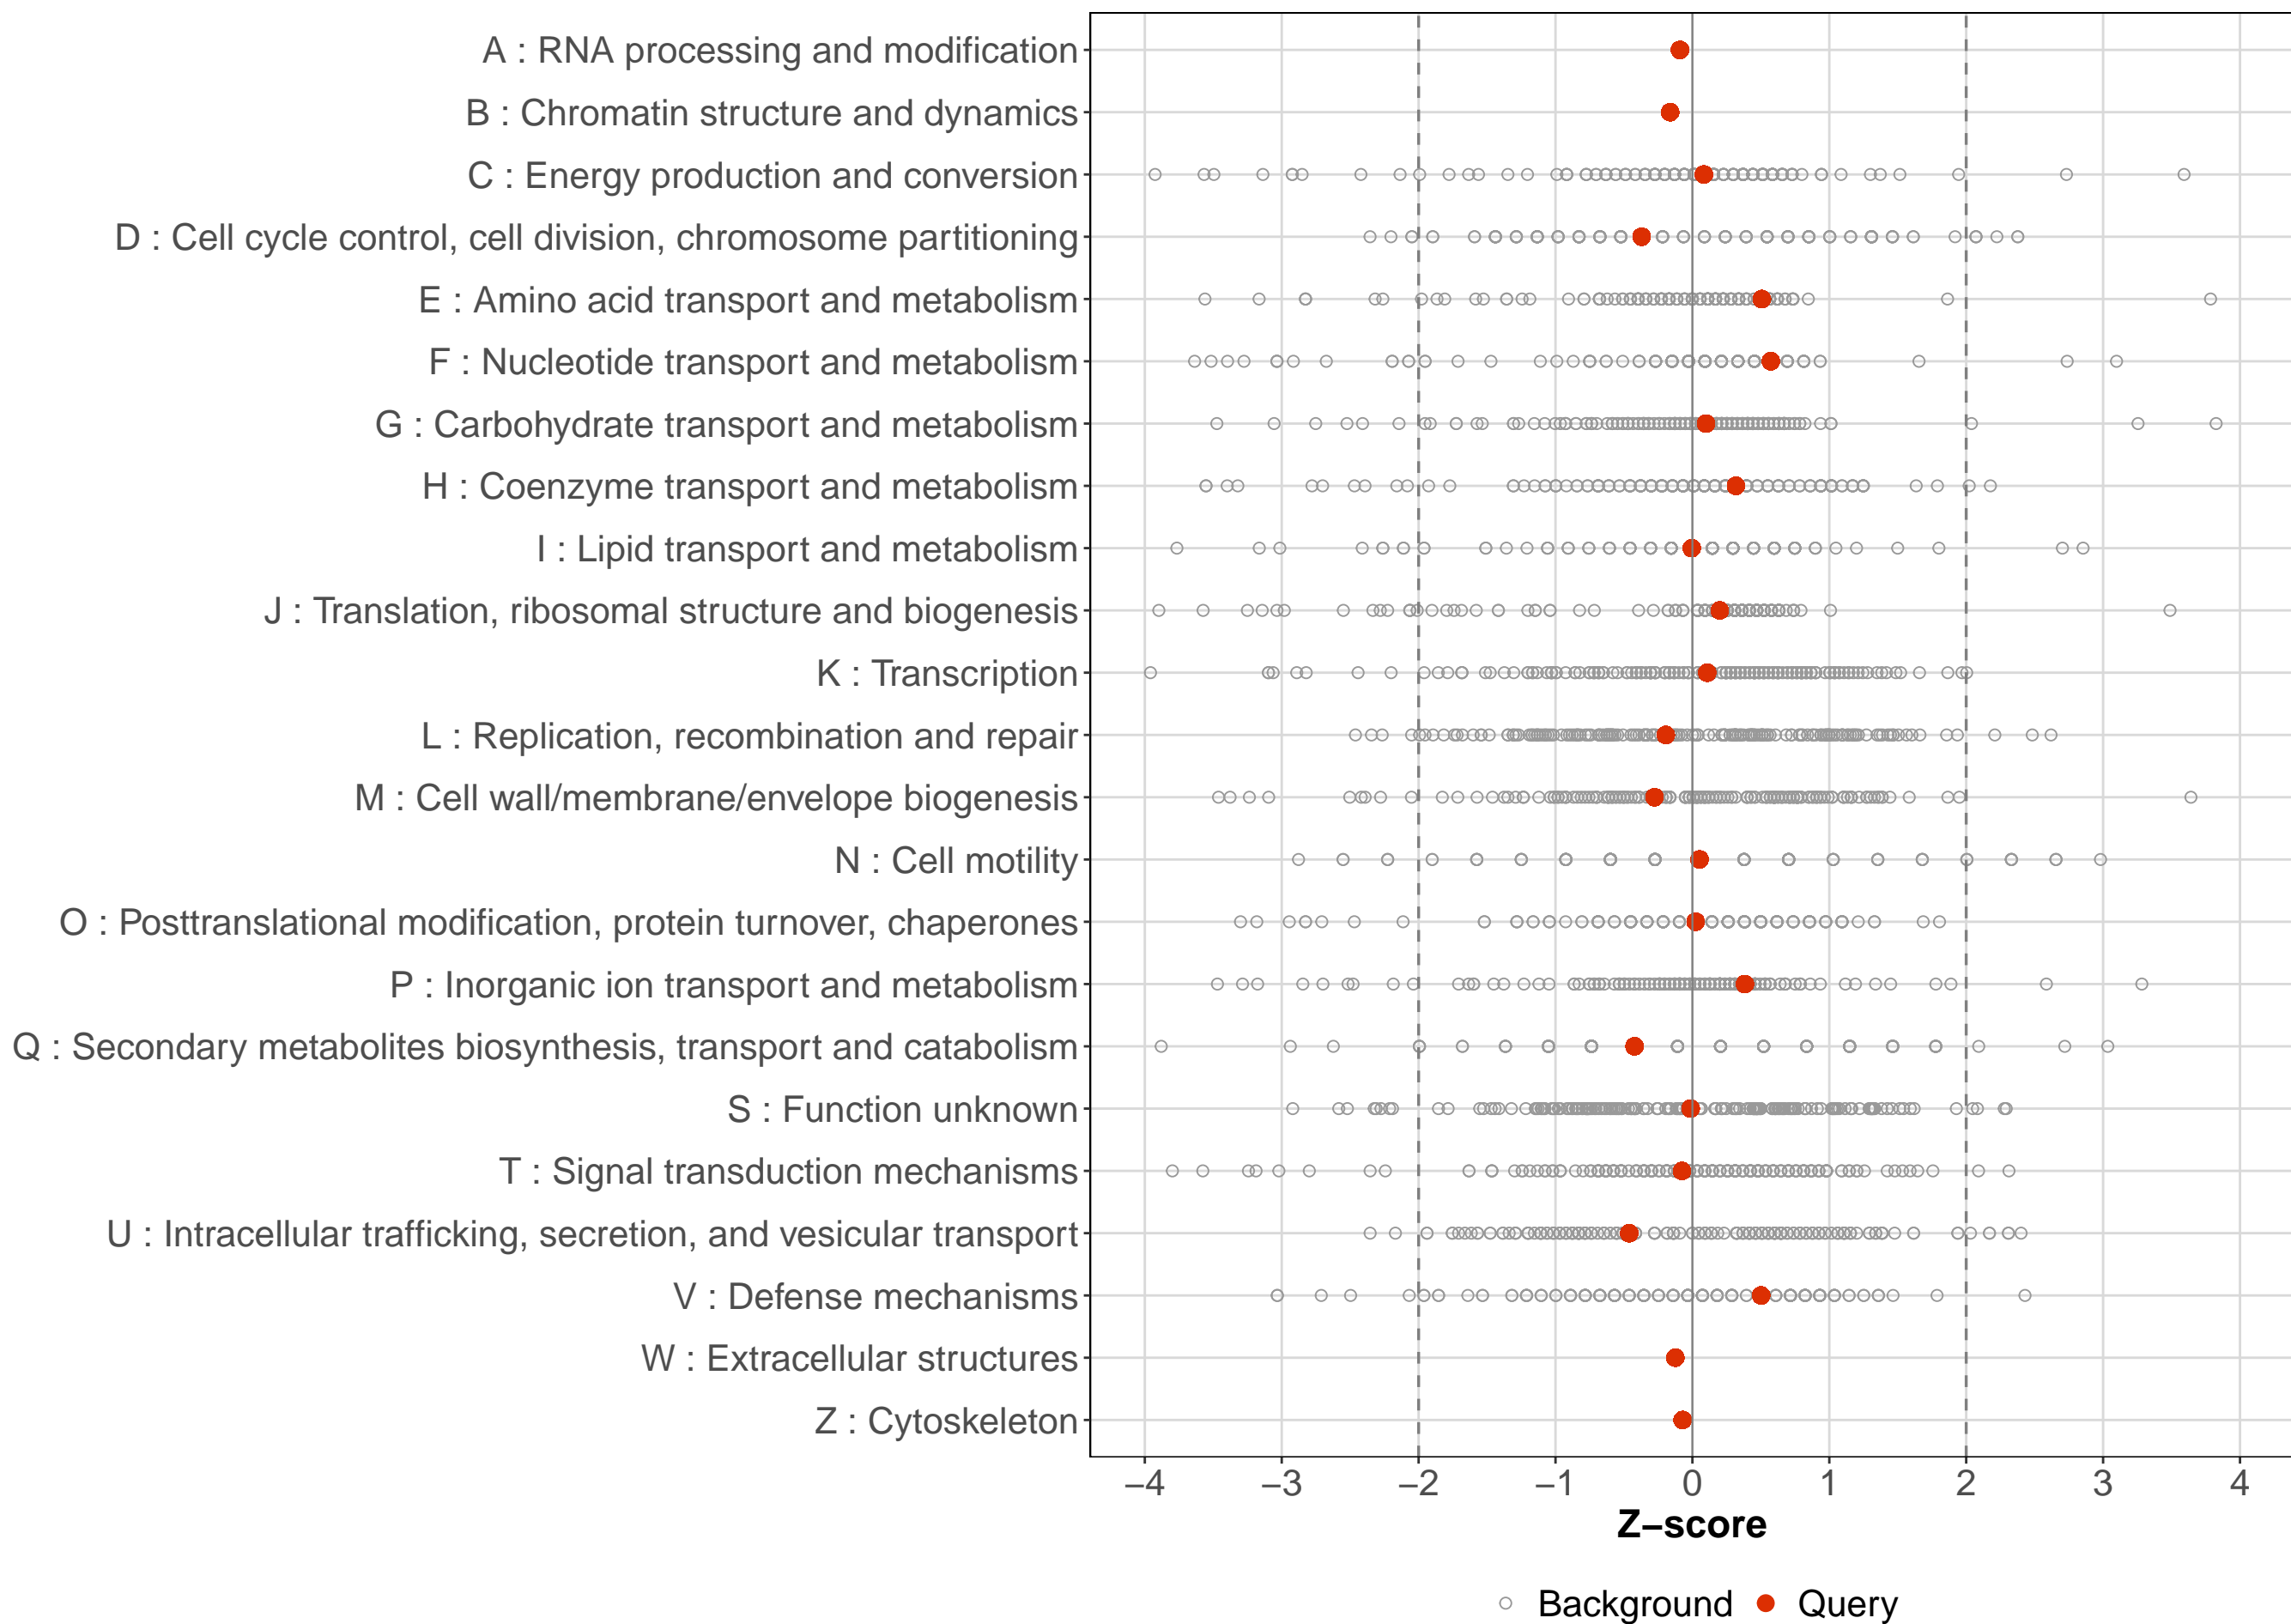 A : RNA processing and modification
B : Chromatin structure and dynamics
C : Energy production and conversion
D : Cell cycle control, cell division, chromosome partitioning
E : Amino acid transport and metabolism
F : Nucleotide transport and metabolism
G : Carbohydrate transport and metabolism
H : Coenzyme transport and metabolism
I : Lipid transport and metabolism
J : Translation, ribosomal structure and biogenesis
K : Transcription
L : Replication, recombination and repair
M : Cell wall/membrane/envelope biogenesis
N : Cell motility
O : Posttranslational modification, protein turnover, chaperones
P : Inorganic ion transport and metabolism
Q : Secondary metabolites biosynthesis, transport and catabolism
S : Function unknown
T : Signal transduction mechanisms
U : Intracellular trafficking, secretion, and vesicular transport
V : Defense mechanisms
W : Extracellular structures
Z : Cytoskeleton
−4 −3 −2 −1 0 1 2 3 4
Z−score
Background Query